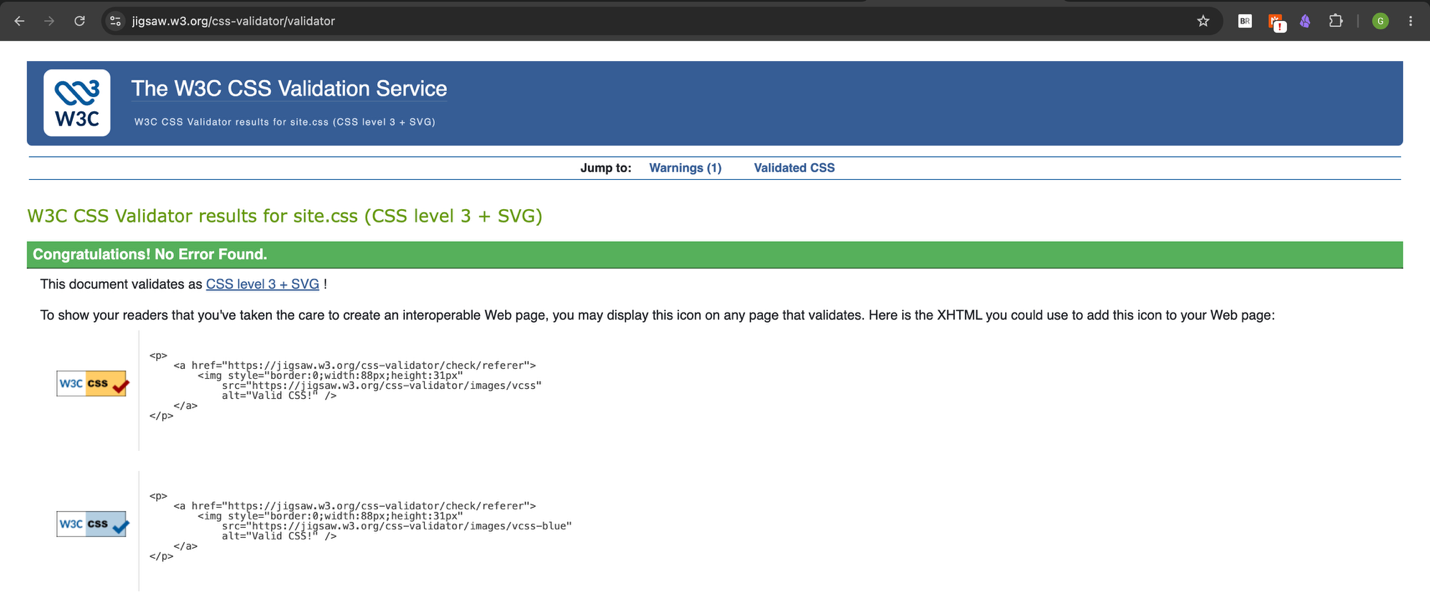 jigsaw.w3.org/css-validator/validator
BR
!
G
W3C
The W3C CSS Validation Service
W3C CSS Validator results for site.css (CSS level 3 + SVG)
Jump to: Warnings (1) Validated CSS
W3C CSS Validator results for site.css (CSS level 3 + SVG)
Congratulations! No Error Found.
This document validates as CSS level 3 + SVG !
To show your readers that you've taken the care to create an interoperable Web page, you may display this icon on any page that validates. Here is the XHTML you could use to add this icon to your Web page:
W3C css
<p>
<a href="https://jigsaw.w3.org/css-validator/check/referer">
<img style="border:0;width:88px;height:31px"
src="https://jigsaw.w3.org/css-validator/images/vcss"
alt="Valid CSS!" />
</a>
</p>
W3C css
<p>
<a href="https://jigsaw.w3.org/css-validator/check/referer">
<img style="border:0;width:88px;height:31px"
src="https://jigsaw.w3.org/css-validator/images/vcss-blue"
alt="Valid CSS!" />
</a>
</p>